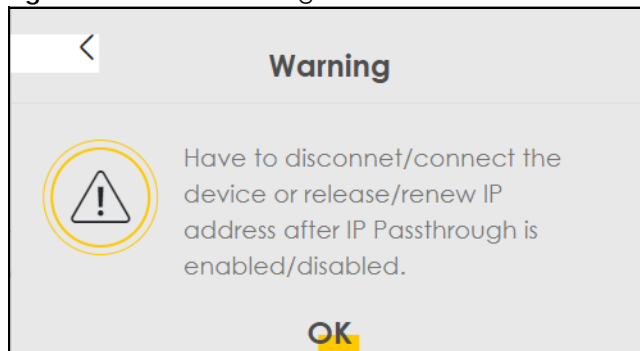 Warning
Have to disconnet/connect the
device or release/renew IP
address after IP Passthrough is
enabled/disabled.
OK